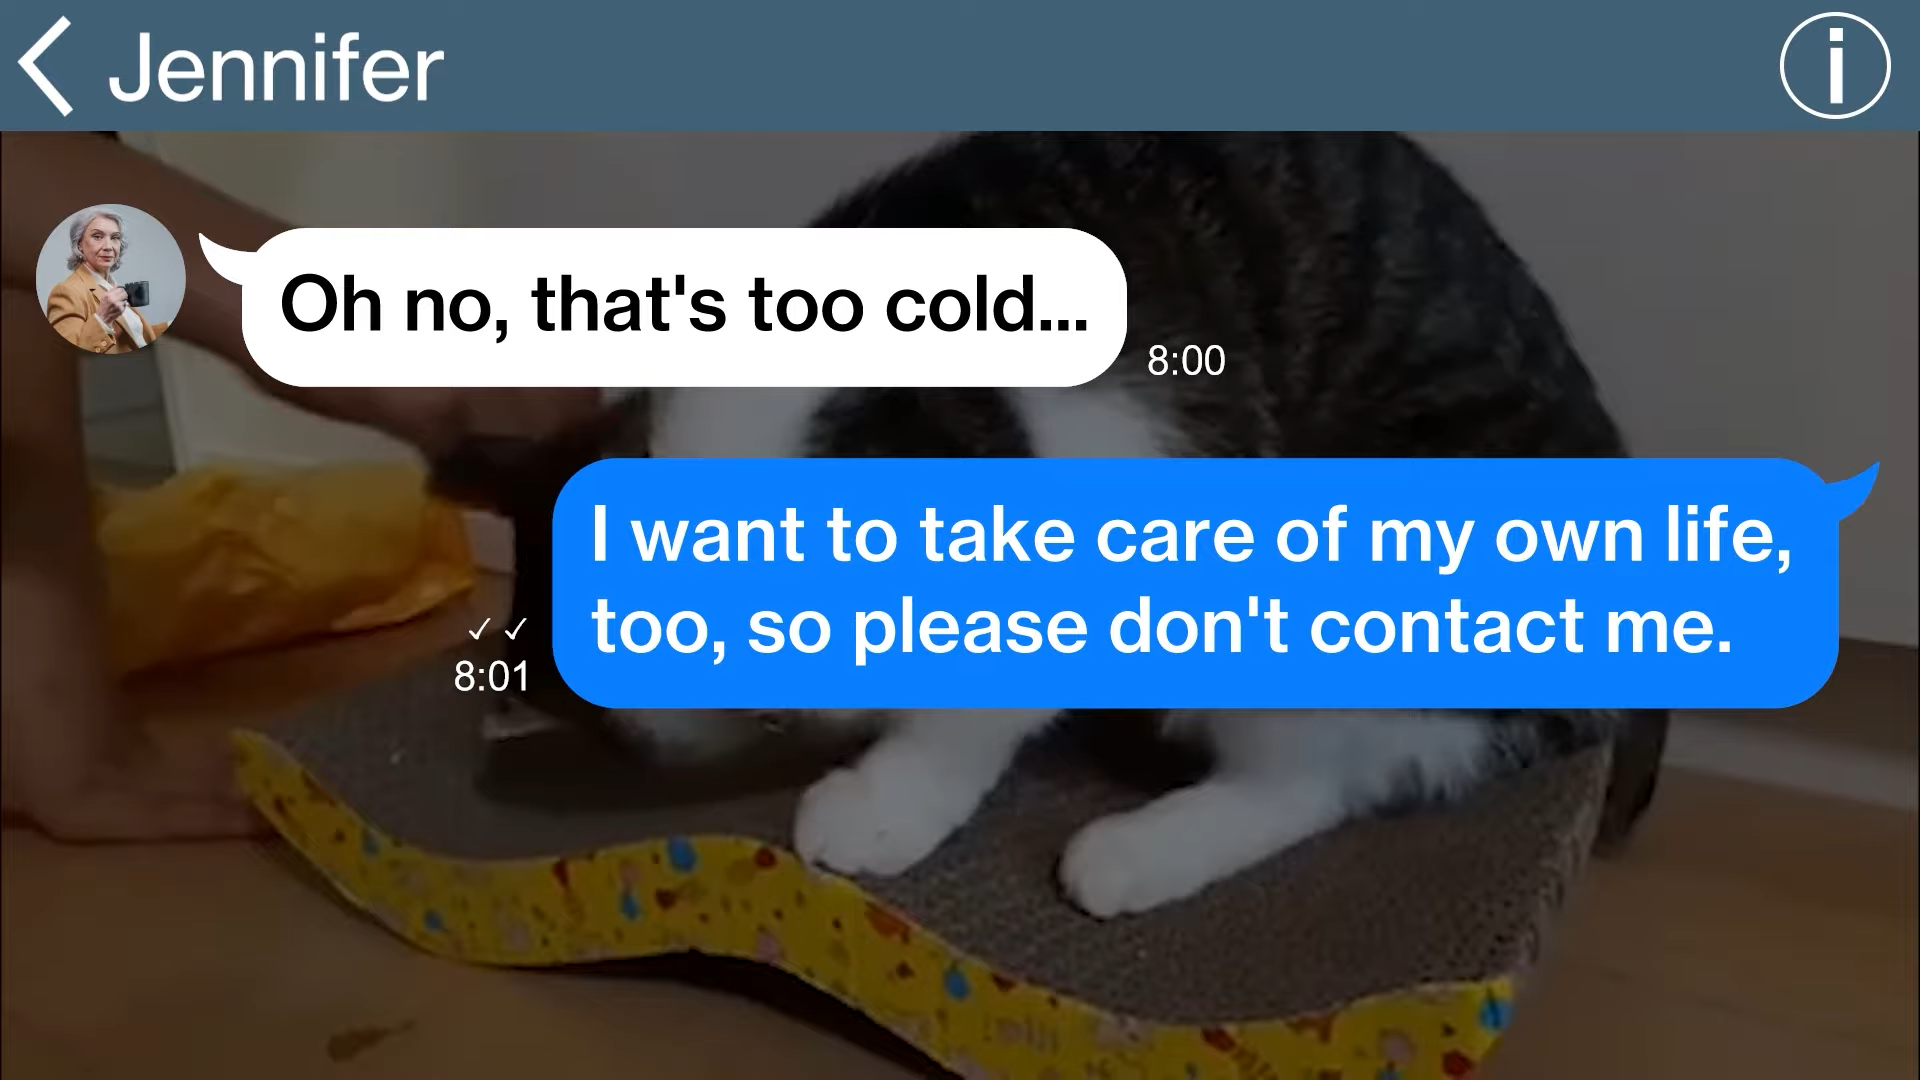 Jennifer
Oh no, that's too cold...
8:00
I want to take care of my own life,
too, so please don't contact me.
8:01